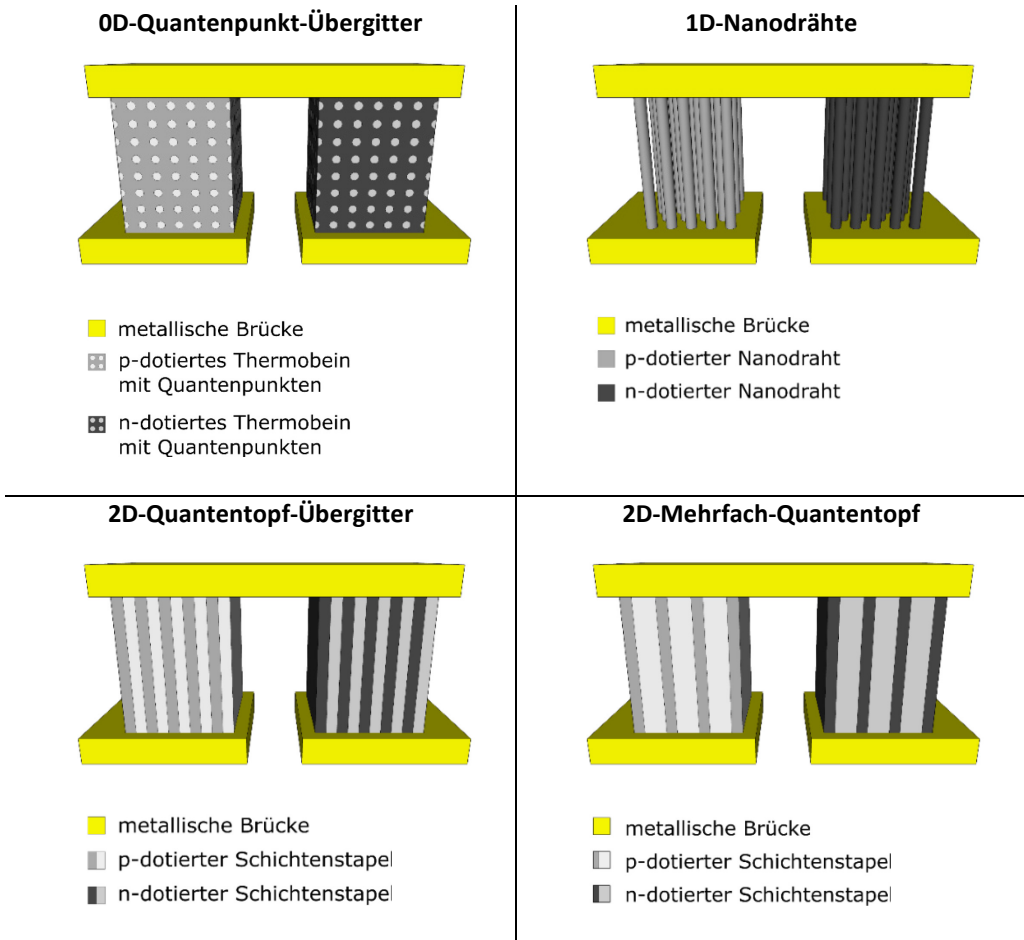 0D-Quantenpunkt-Übergitter
metallische Brücke
p-dotiertes Thermobein
mit Quantenpunkten
n-dotiertes Thermobein
mit Quantenpunkten
1D-Nanodrähte
metallische Brücke
p-dotierter Nanodraht
n-dotierter Nanodraht
2D-Quantentopf-Übergitter
metallische Brücke
p-dotierter Schichtenstapel
n-dotierter Schichtenstapel
2D-Mehrfach-Quantentopf
metallische Brücke
p-dotierter Schichtenstapel
n-dotierter Schichtenstapel